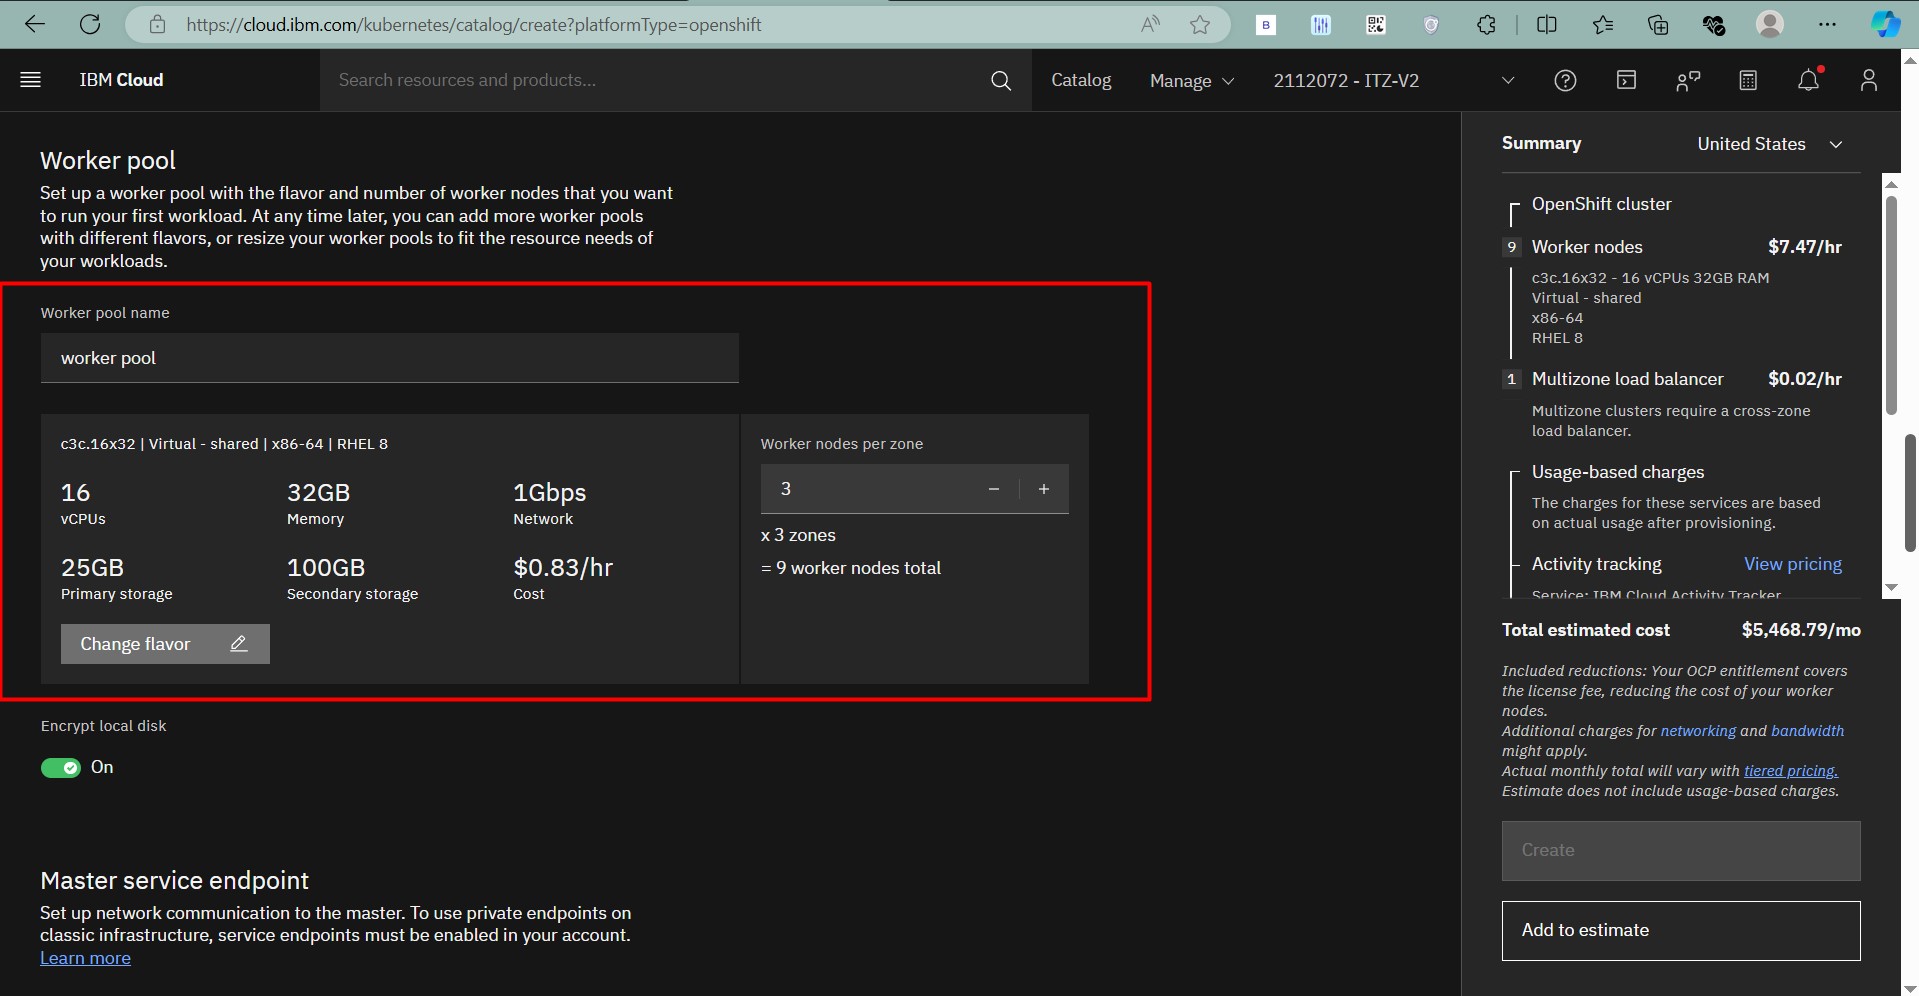 https://cloud.ibm.com/kubernetes/catalog/create?platformType=openshift
IBM Cloud
Search resources and products...
Catalog
Manage
2112072 - ITZ-V2
Worker pool
Set up a worker pool with the flavor and number of worker nodes that you want
to run your first workload. At any time later, you can add more worker pools
with different flavors, or resize your worker pools to fit the resource needs of
your workloads.
Worker pool name
worker pool
c3c.16x32 | Virtual - shared | x86-64 | RHEL 8
16
vCPUs
32GB
Memory
1Gbps
Network
25GB
Primary storage
100GB
Secondary storage
$0.83/hr
Cost
Change flavor
Worker nodes per zone
3
x 3 zones
= 9 worker nodes total
Encrypt local disk
On
Master service endpoint
Set up network communication to the master. To use private endpoints on
classic infrastructure, service endpoints must be enabled in your account.
Learn more
Summary
United States
OpenShift cluster
9 Worker nodes $7.47/hr
c3c.16x32 - 16 vCPUs 32GB RAM
Virtual - shared
x86-64
RHEL 8
1 Multizone load balancer $0.02/hr
Multizone clusters require a cross-zone
load balancer.
Usage-based charges
The charges for these services are based
on actual usage after provisioning.
Activity tracking View pricing
Service: IBM Cloud Activity Tracker
Total estimated cost $5,468.79/mo
Included reductions: Your OCP entitlement covers
the license fee, reducing the cost of your worker
nodes.
Additional charges for networking and bandwidth
might apply.
Actual monthly total will vary with tiered pricing.
Estimate does not include usage-based charges.
Create
Add to estimate